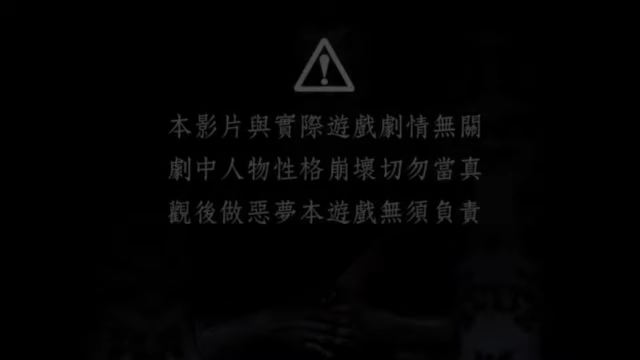 本影片與實際遊戲劇情無關
劇中人物性格崩壞切勿當真
觀後做惡夢本遊戲無須負責